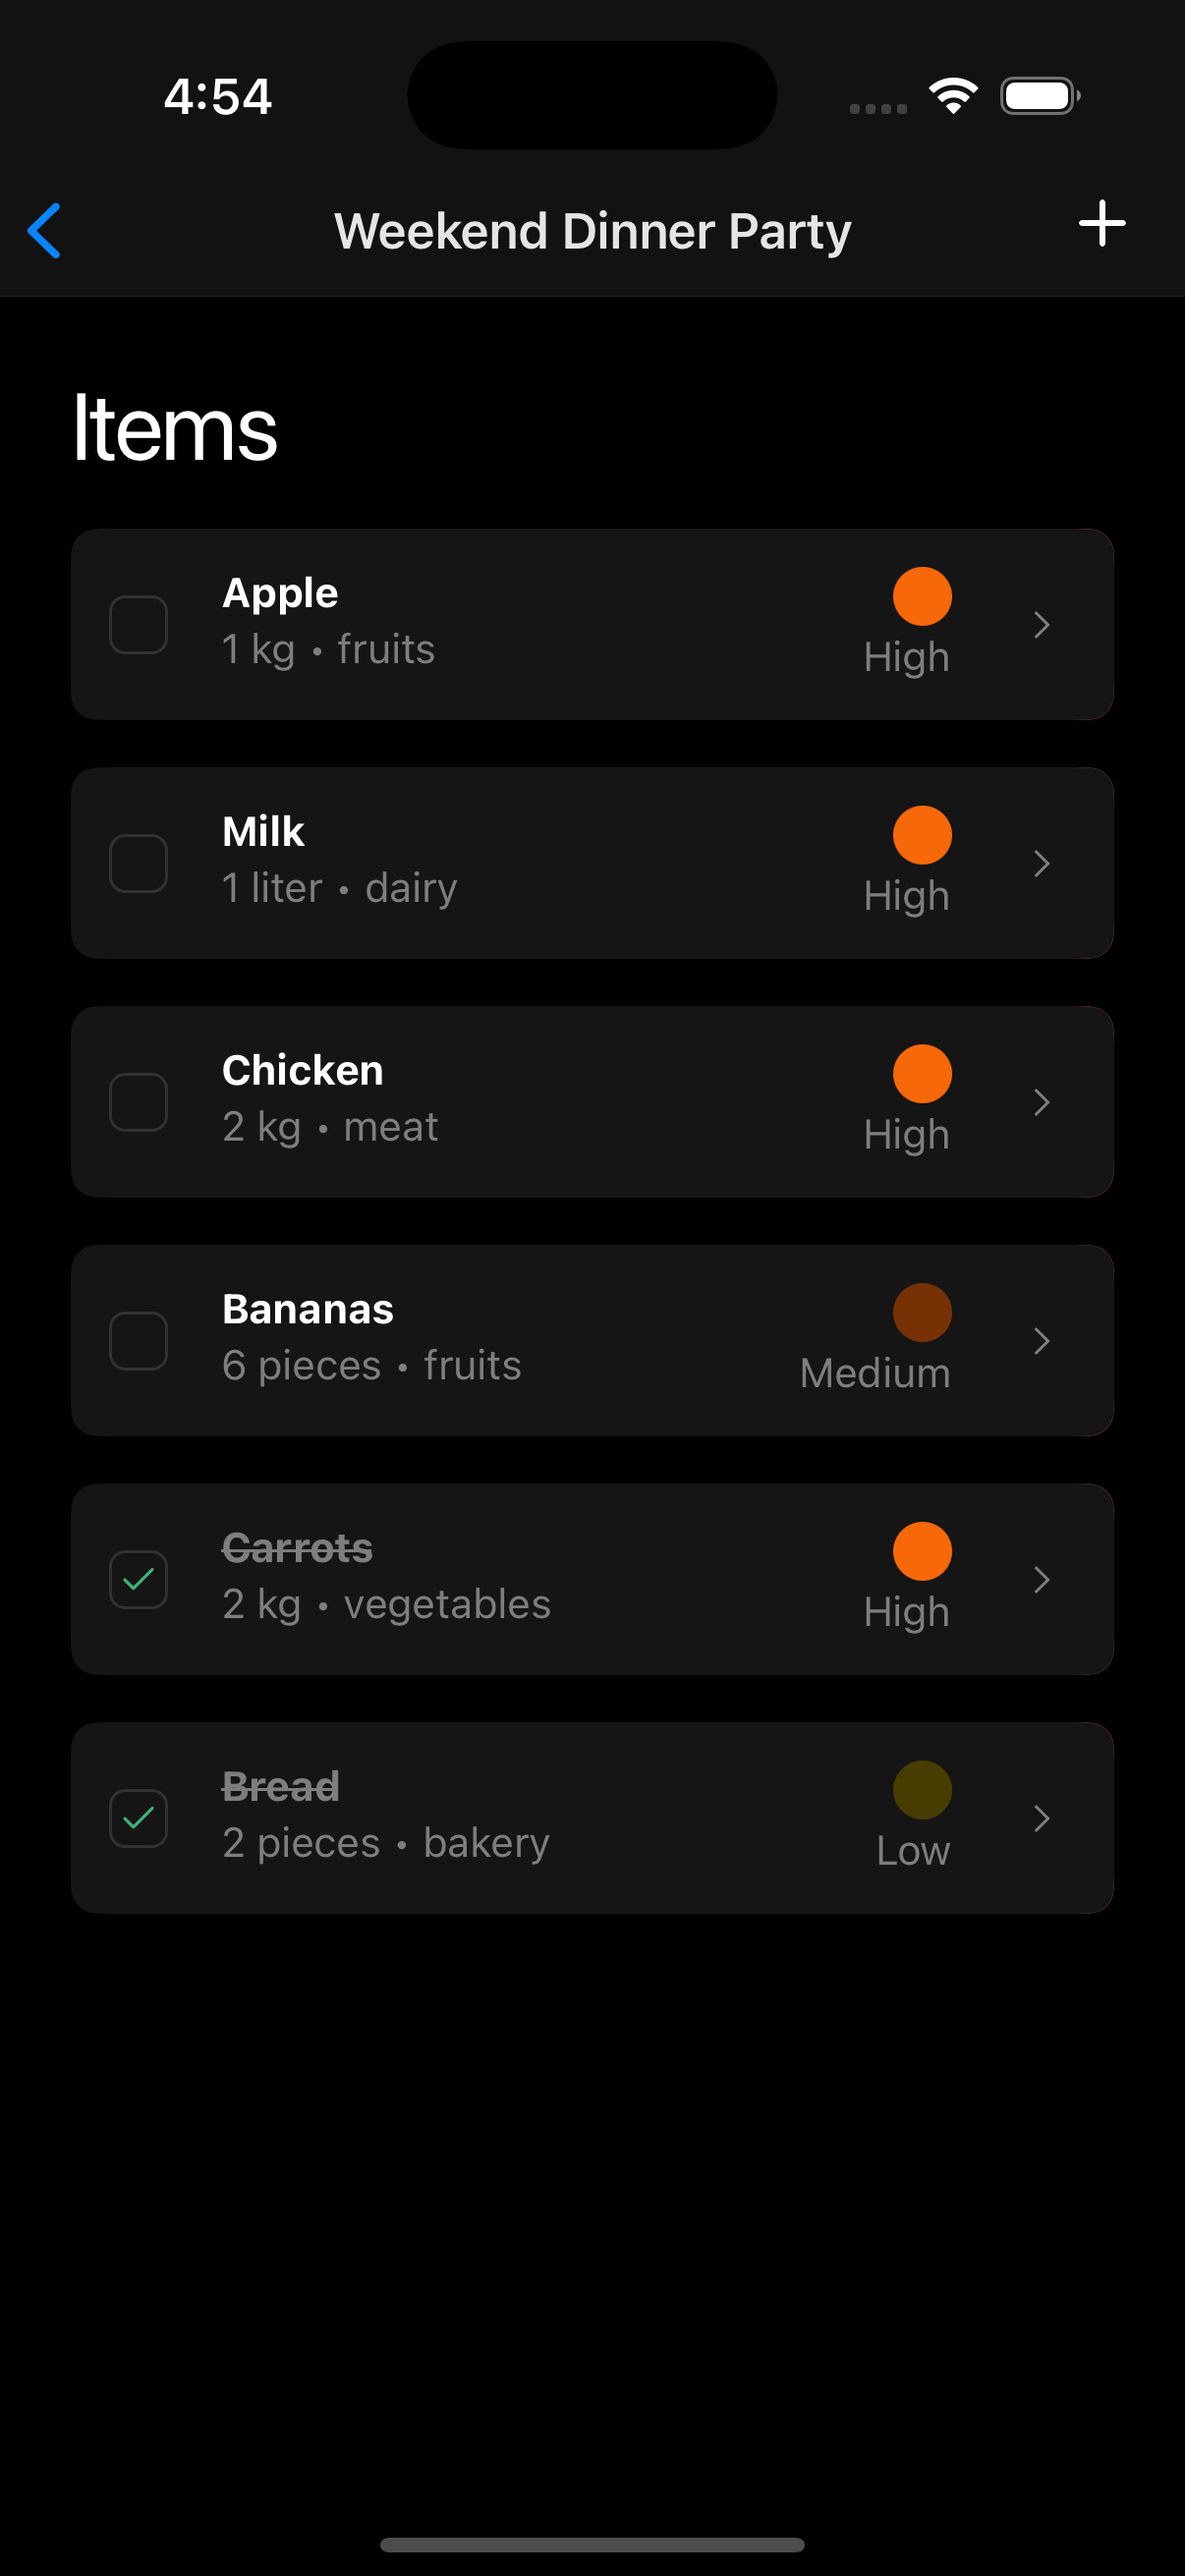 4:54
Weekend Dinner Party
Items
Apple
1 kg • fruits
High
Milk
1 liter • dairy
High
Chicken
2 kg • meat
High
Bananas
6 pieces • fruits
Medium
Carrots
2 kg • vegetables
High
Bread
2 pieces • bakery
Low